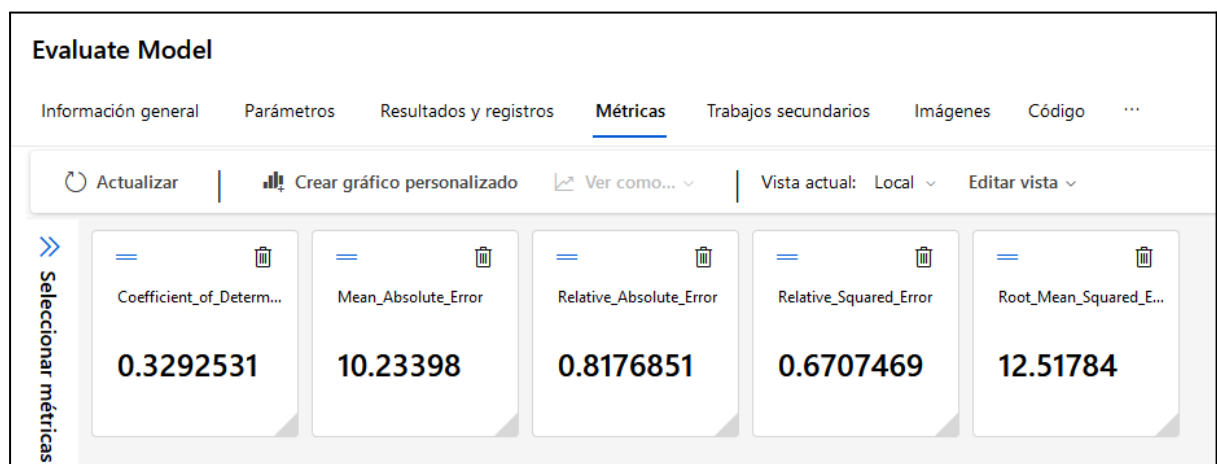 Evaluate Model
Información general Parámetros Resultados y registros Métricas Trabajos secundarios Imágenes Código ...
Actualizar Crear gráfico personalizado Ver como... Vista actual: Local Editar vista
Seleccionar métricas
Coefficient_of_Determ... Mean_Absolute_Error Relative_Absolute_Error Relative_Squared_Error Root_Mean_Squared_E...
0.3292531 10.23398 0.8176851 0.6707469 12.51784